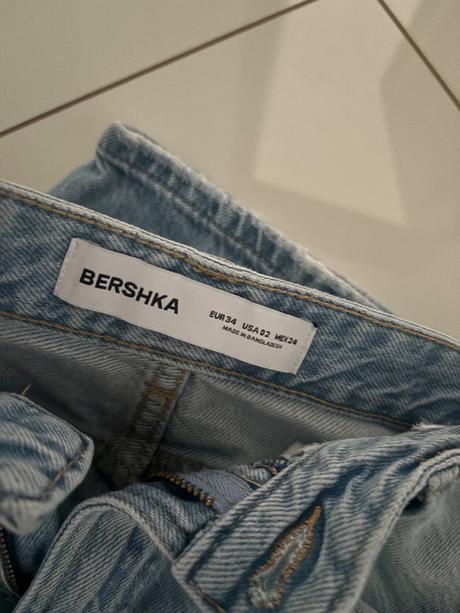 BERSHKA
EUR 34 USA 02 MEX 24
MADE IN BANGLADESH